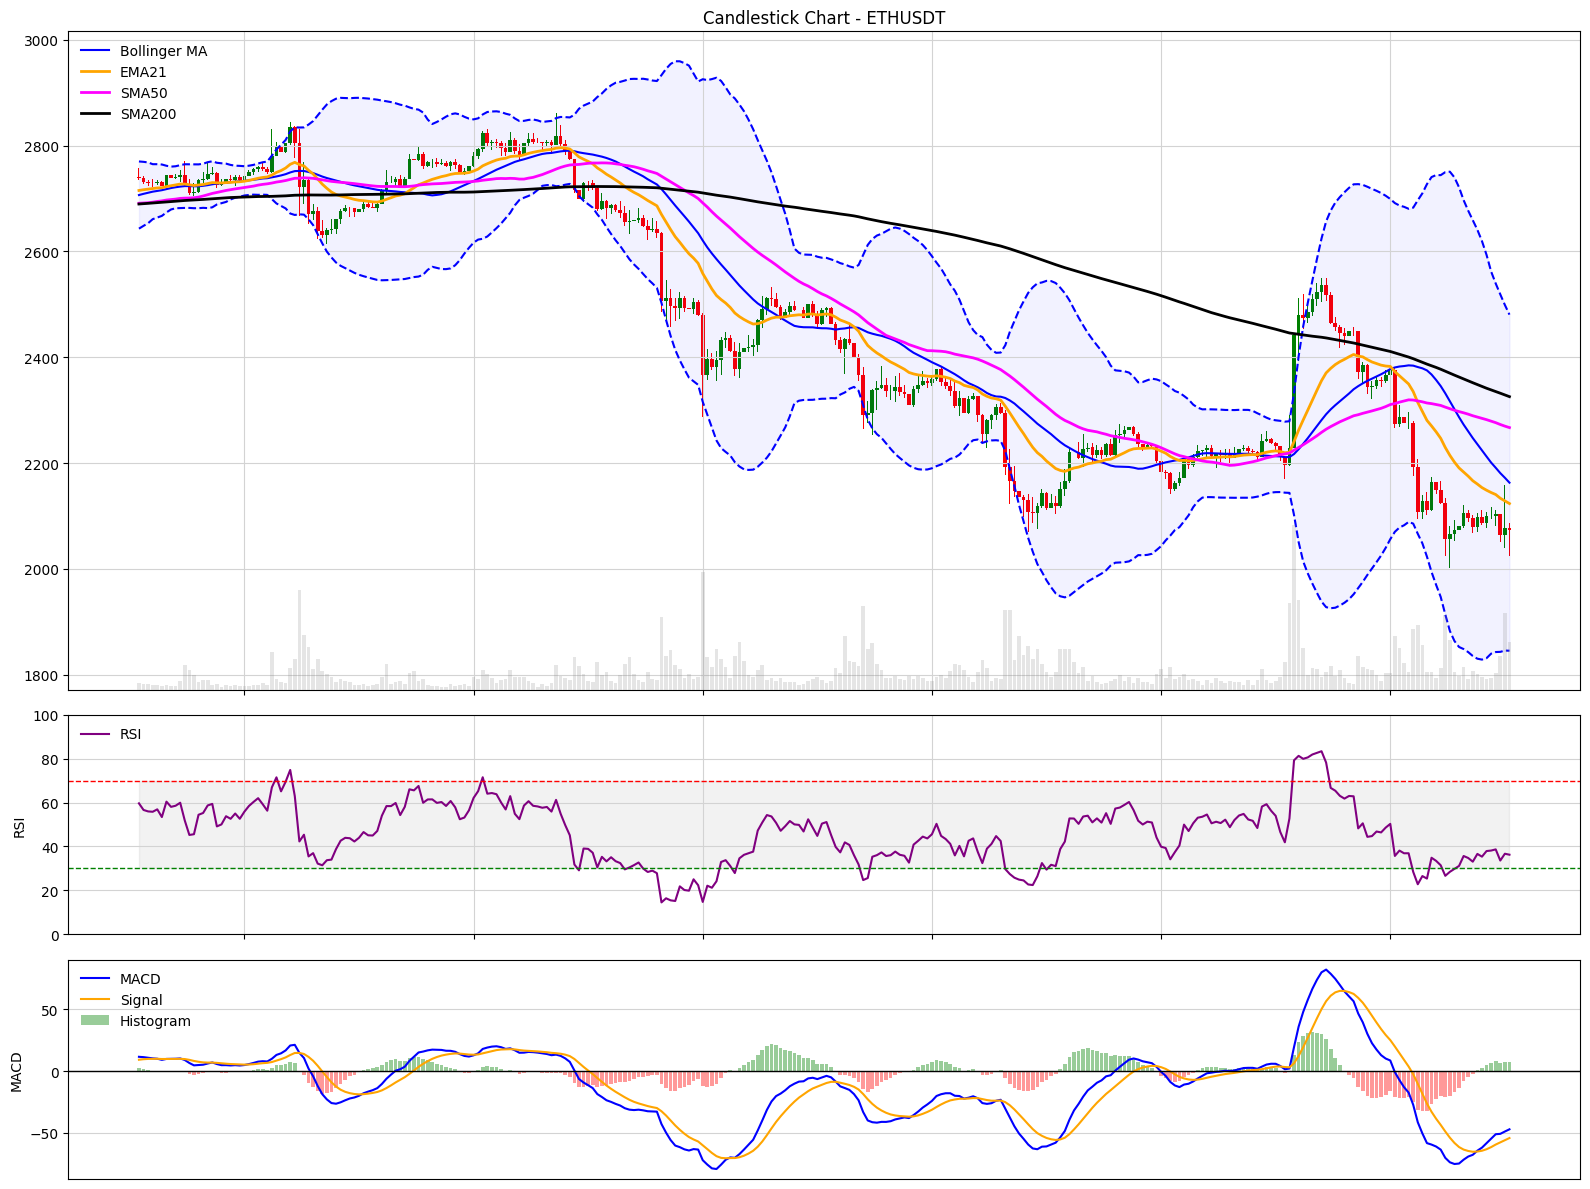 Candlestick Chart - ETHUSDT
3000
2800
2600
2400
2200
2000
1800
Bollinger MA
EMA21
SMA50
SMA200
100
80
60
40
20
0
RSI
RSI
50
0
−50
MACD
MACD
Signal
Histogram